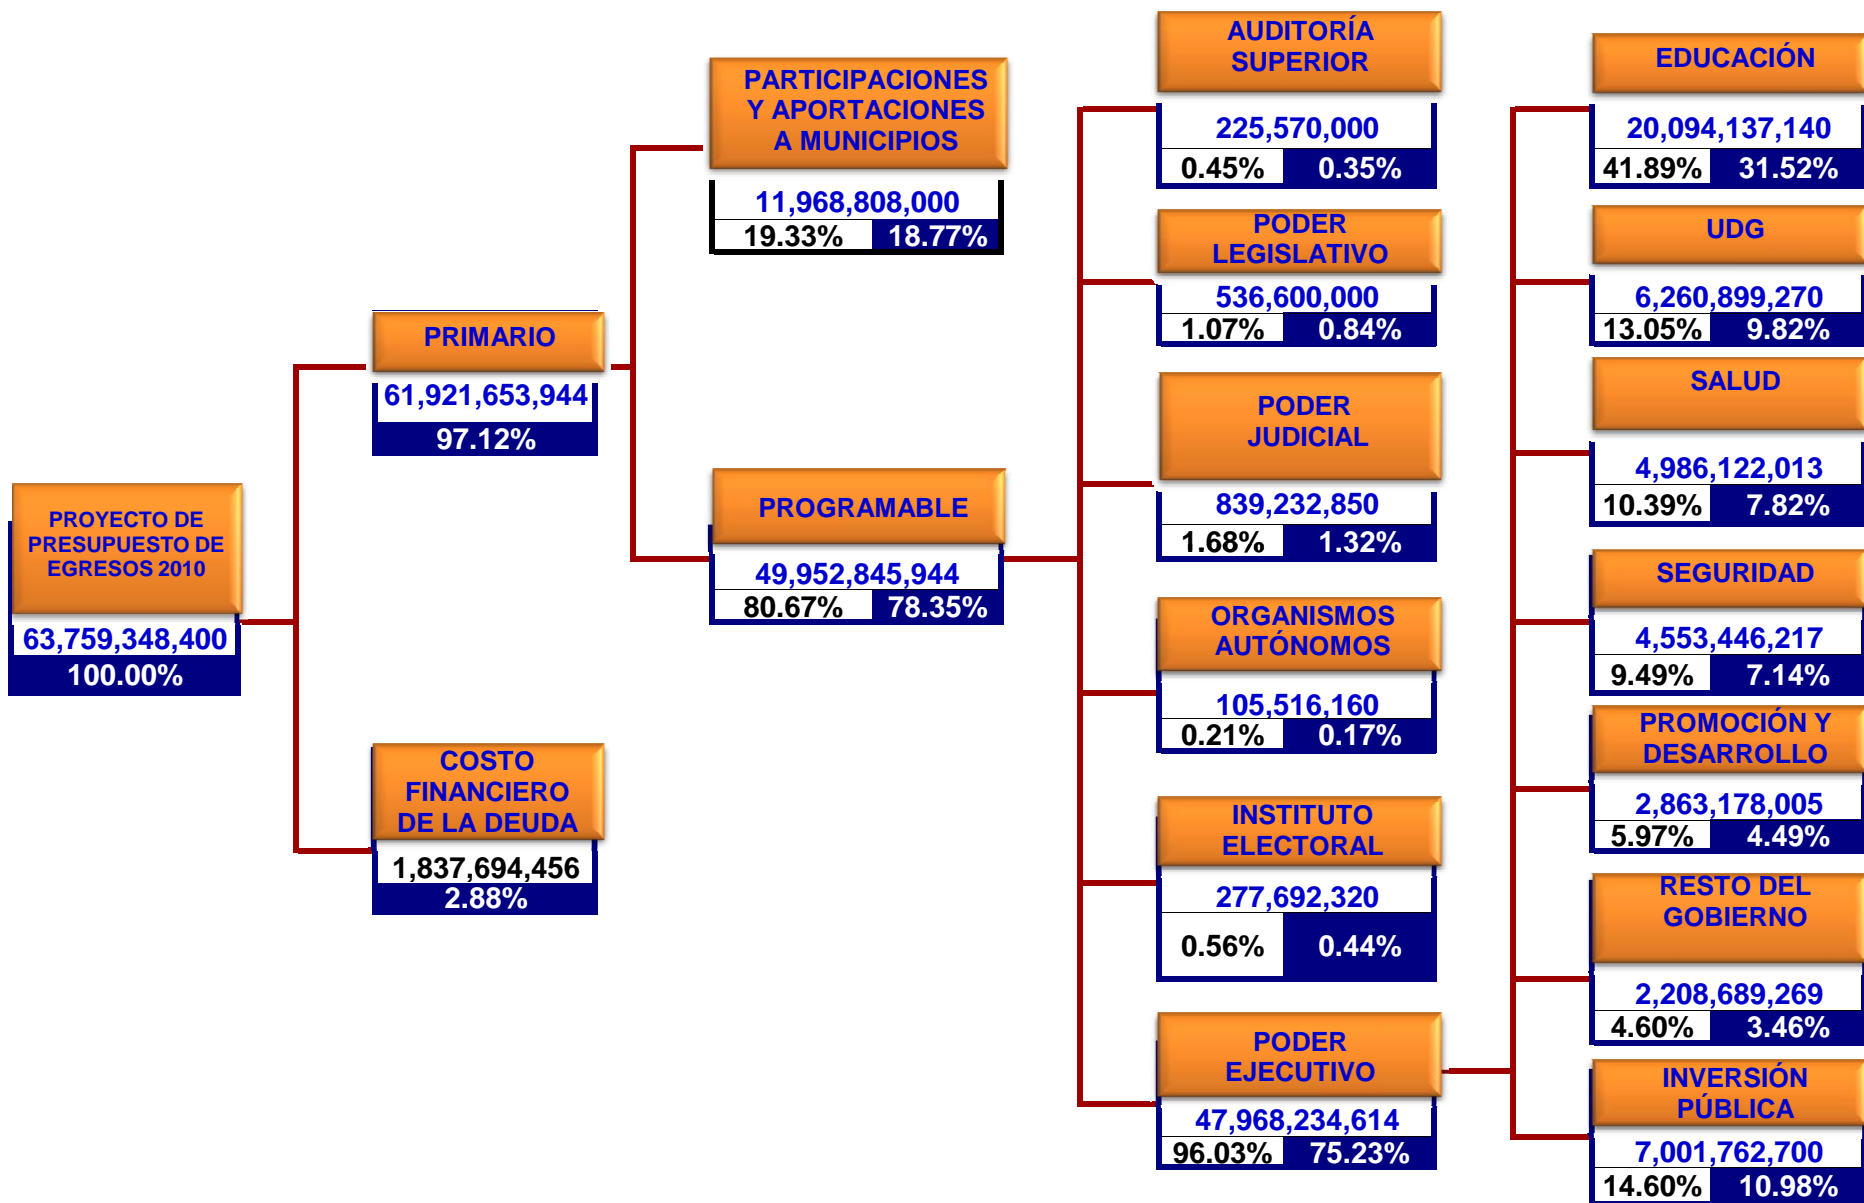 PROYECTO DE
PRESUPUESTO DE
EGRESOS 2010
63,759,348,400
100.00%
PRIMARIO
61,921,653,944
97.12%
COSTO
FINANCIERO
DE LA DEUDA
1,837,694,456
2.88%
PARTICIPACIONES
Y APORTACIONES
A MUNICIPIOS
11,968,808,000
19.33% 18.77%
PROGRAMABLE
49,952,845,944
80.67% 78.35%
AUDITORÍA
SUPERIOR
225,570,000
0.45% 0.35%
PODER
LEGISLATIVO
536,600,000
1.07% 0.84%
PODER
JUDICIAL
839,232,850
1.68% 1.32%
ORGANISMOS
AUTÓNOMOS
105,516,160
0.21% 0.17%
INSTITUTO
ELECTORAL
277,692,320
0.56% 0.44%
PODER
EJECUTIVO
47,968,234,614
96.03% 75.23%
EDUCACIÓN
20,094,137,140
41.89% 31.52%
UDG
6,260,899,270
13.05% 9.82%
SALUD
4,986,122,013
10.39% 7.82%
SEGURIDAD
4,553,446,217
9.49% 7.14%
PROMOCIÓN Y
DESARROLLO
2,863,178,005
5.97% 4.49%
RESTO DEL
GOBIERNO
2,208,689,269
4.60% 3.46%
INVERSIÓN
PÚBLICA
7,001,762,700
14.60% 10.98%